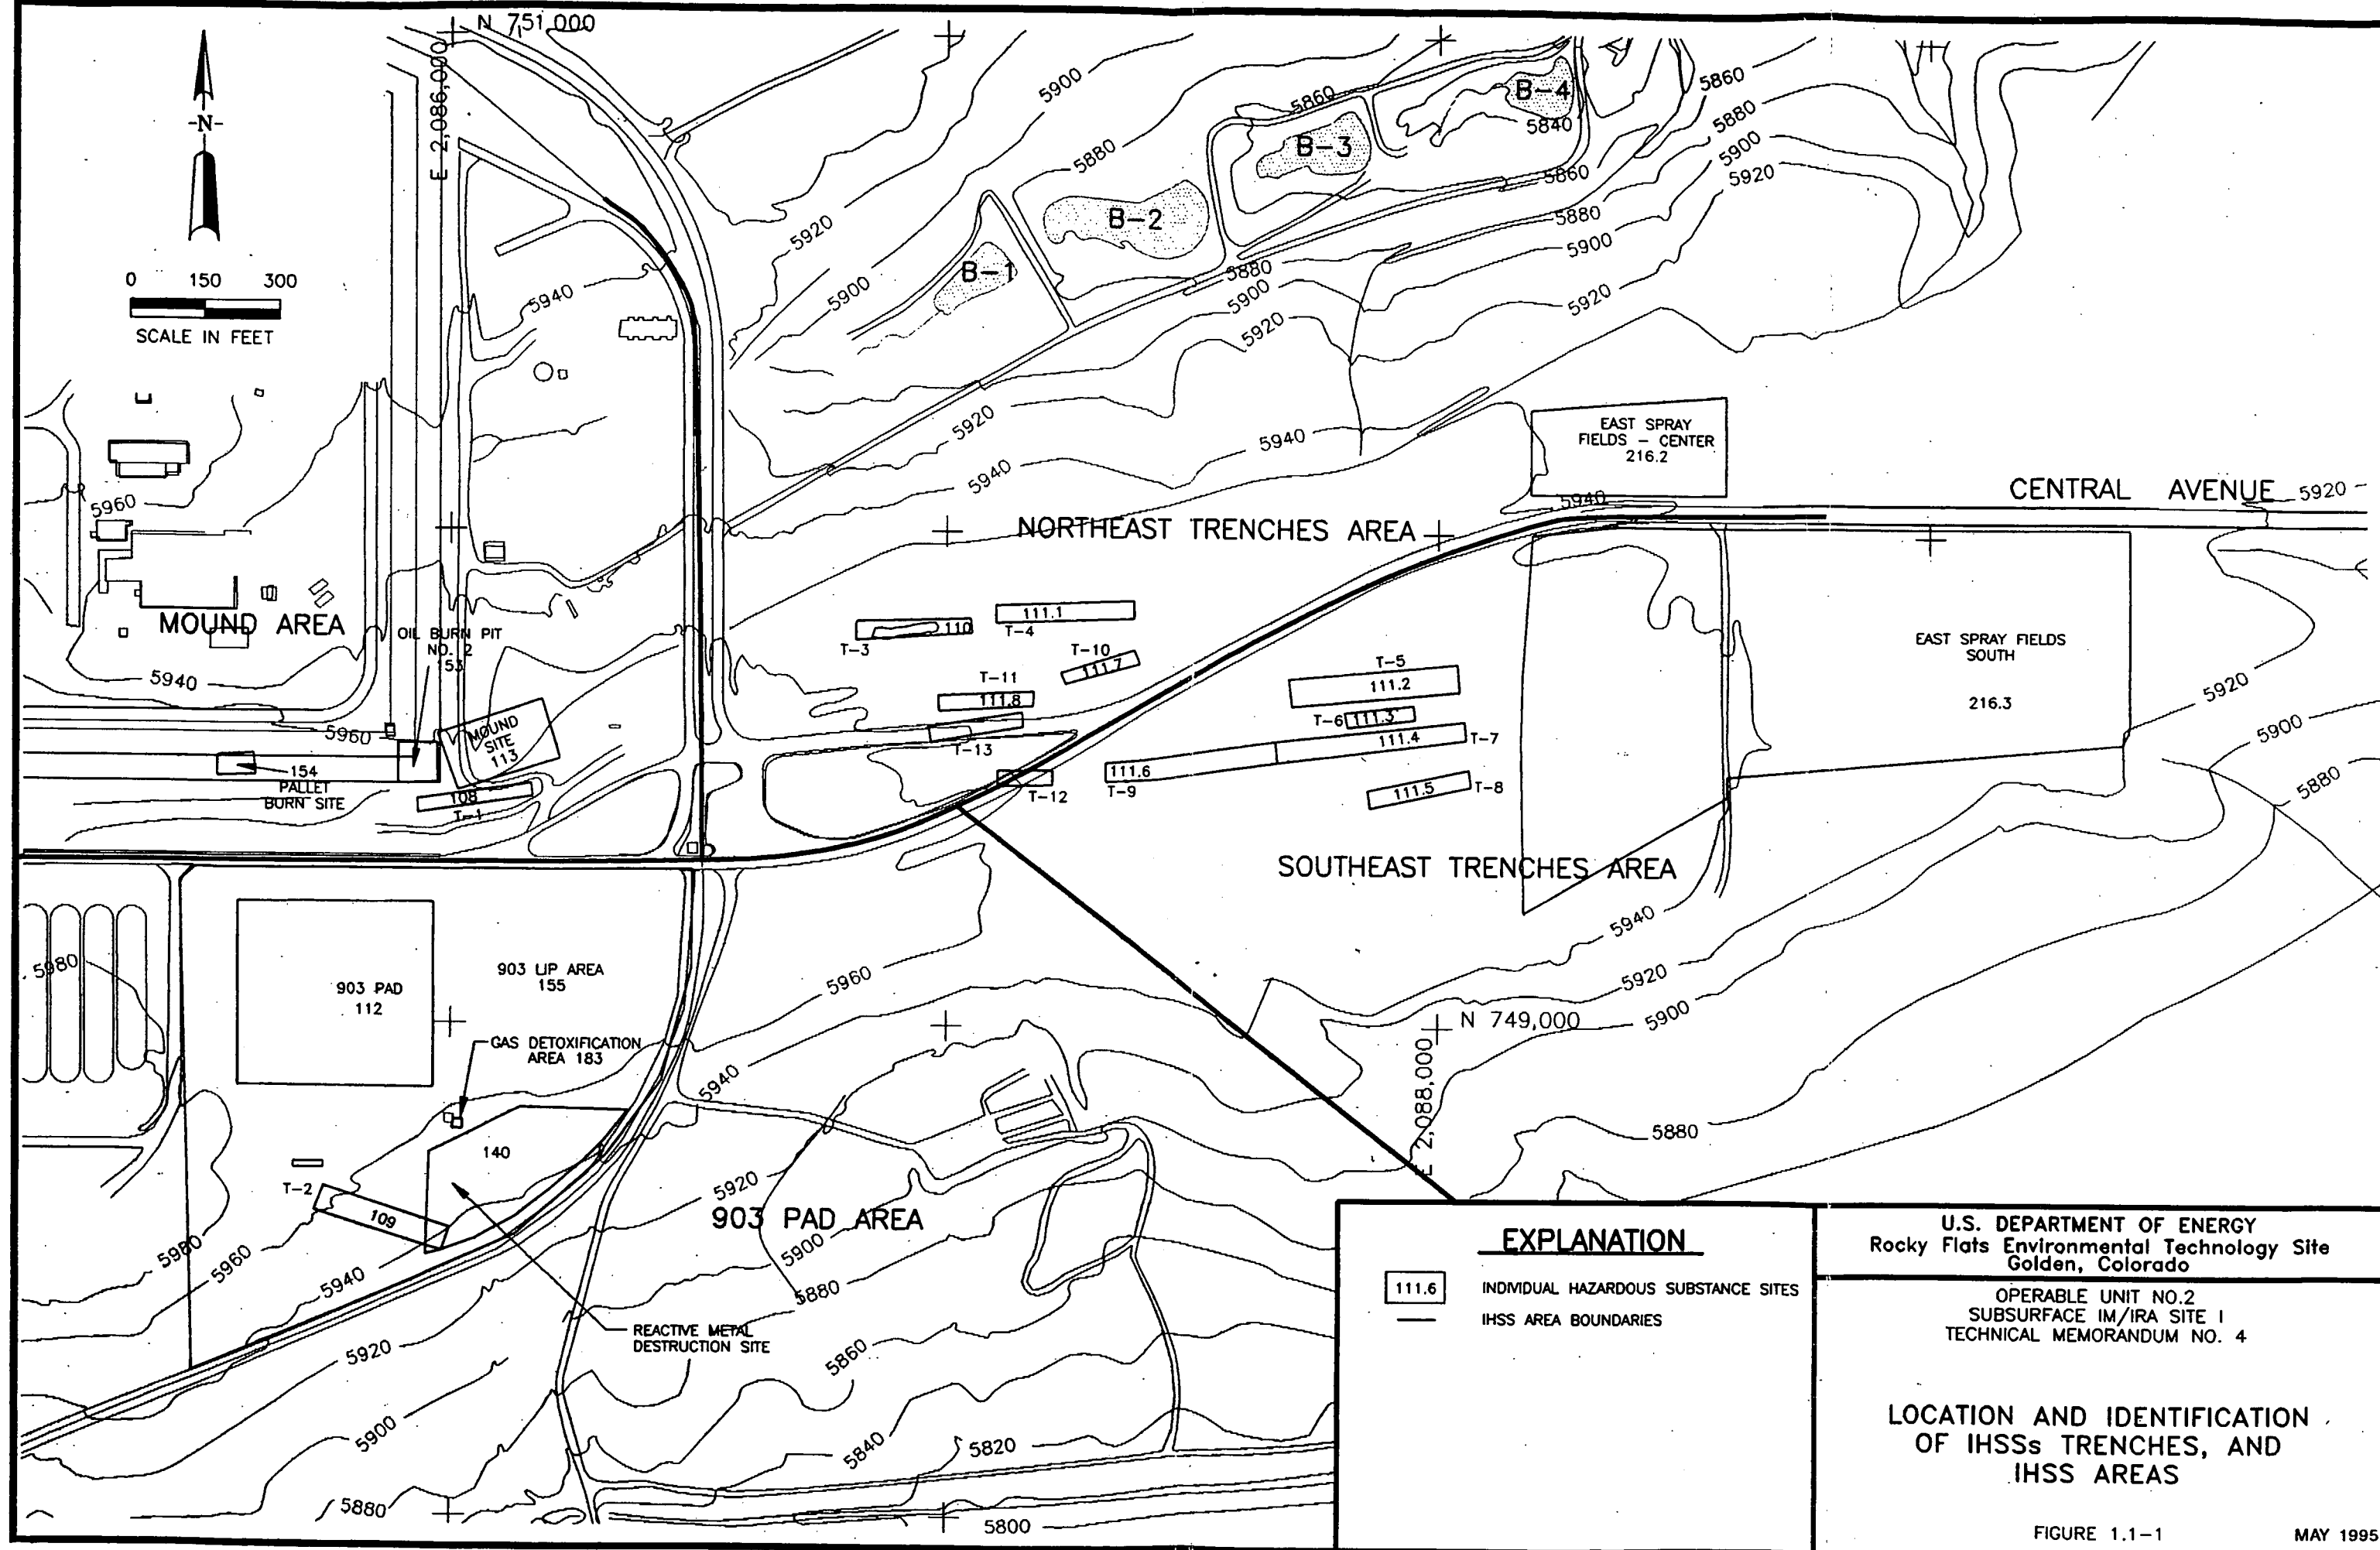 N 751,000
E 2,086,000
-N-
0 150 300
SCALE IN FEET
5900
5860
B-4
5840
5860
5880
5900
5920
B-3
5880
5860
B-2
5880
5920
5900
B-1
5880
5900
5900
5920
5920
5940
5920
5940
5940
EAST SPRAY
FIELDS - CENTER
216.2
5940
CENTRAL AVENUE
5920
5960
NORTHEAST TRENCHES AREA
MOUND AREA
OIL BURN PIT
NO. 2
153
5940
5960
MOUND
SITE
113
154
PALLET
BURN SITE
108
T-1
110
T-3
111.1
T-4
T-10
111.7
T-11
111.8
T-13
T-12
T-5
111.2
T-6
111.3
111.4
T-7
111.6
T-9
111.5
T-8
EAST SPRAY FIELDS
SOUTH
216.3
5920
5900
5880
SOUTHEAST TRENCHES AREA
5940
5920
5900
5980
903 PAD
112
903 LIP AREA
155
5960
N 749,000
E 2,088,000
GAS DETOXIFICATION
AREA 183
5940
5880
140
T-2
109
5920
903 PAD AREA
5900
5880
5980
5960
5940
5920
REACTIVE METAL
DESTRUCTION SITE
5860
5900
5840
5820
5880
5800
EXPLANATION
111.6 INDIVIDUAL HAZARDOUS SUBSTANCE SITES
IHSS AREA BOUNDARIES
U.S. DEPARTMENT OF ENERGY
Rocky Flats Environmental Technology Site
Golden, Colorado
OPERABLE UNIT NO.2
SUBSURFACE IM/IRA SITE I
TECHNICAL MEMORANDUM NO. 4
LOCATION AND IDENTIFICATION
OF IHSSs TRENCHES, AND
IHSS AREAS
FIGURE 1.1-1 MAY 1995